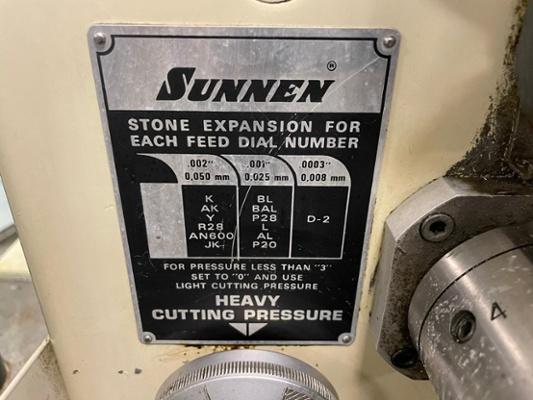 SUNNEN®
STONE EXPANSION FOR
EACH FEED DIAL NUMBER
.002" .001" .0003"
0,050 mm 0,025 mm 0,008 mm
K BL
AK BAL
Y P28 D-2
R28 L
AN600 AL
JK P20
FOR PRESSURE LESS THAN "3"
SET TO "0" AND USE
LIGHT CUTTING PRESSURE
HEAVY
CUTTING PRESSURE
4